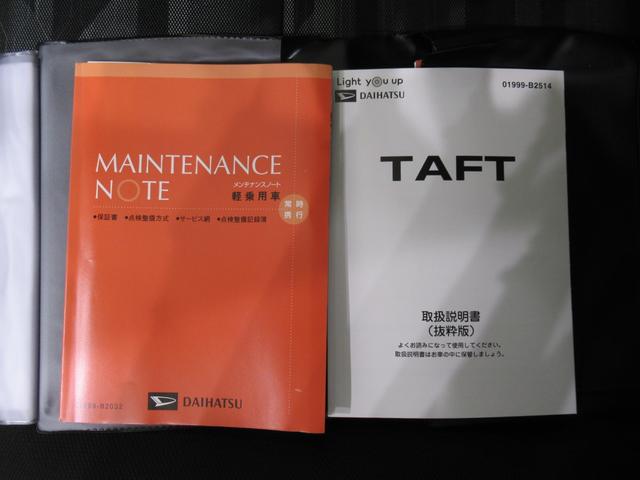 MAINTENANCE
NOTE
メンテナンスノート
軽乗用車
常時
携行
•保証書 •点検整備方式 •サービス網 •点検整備記録簿
01999-B2032
DAIHATSU
Light you up
DAIHATSU
01999-B2514
TAFT
取扱説明書
(抜粋版)
よくお読みになって使用してください。
取扱説明書はお車の中に保管しましょう。